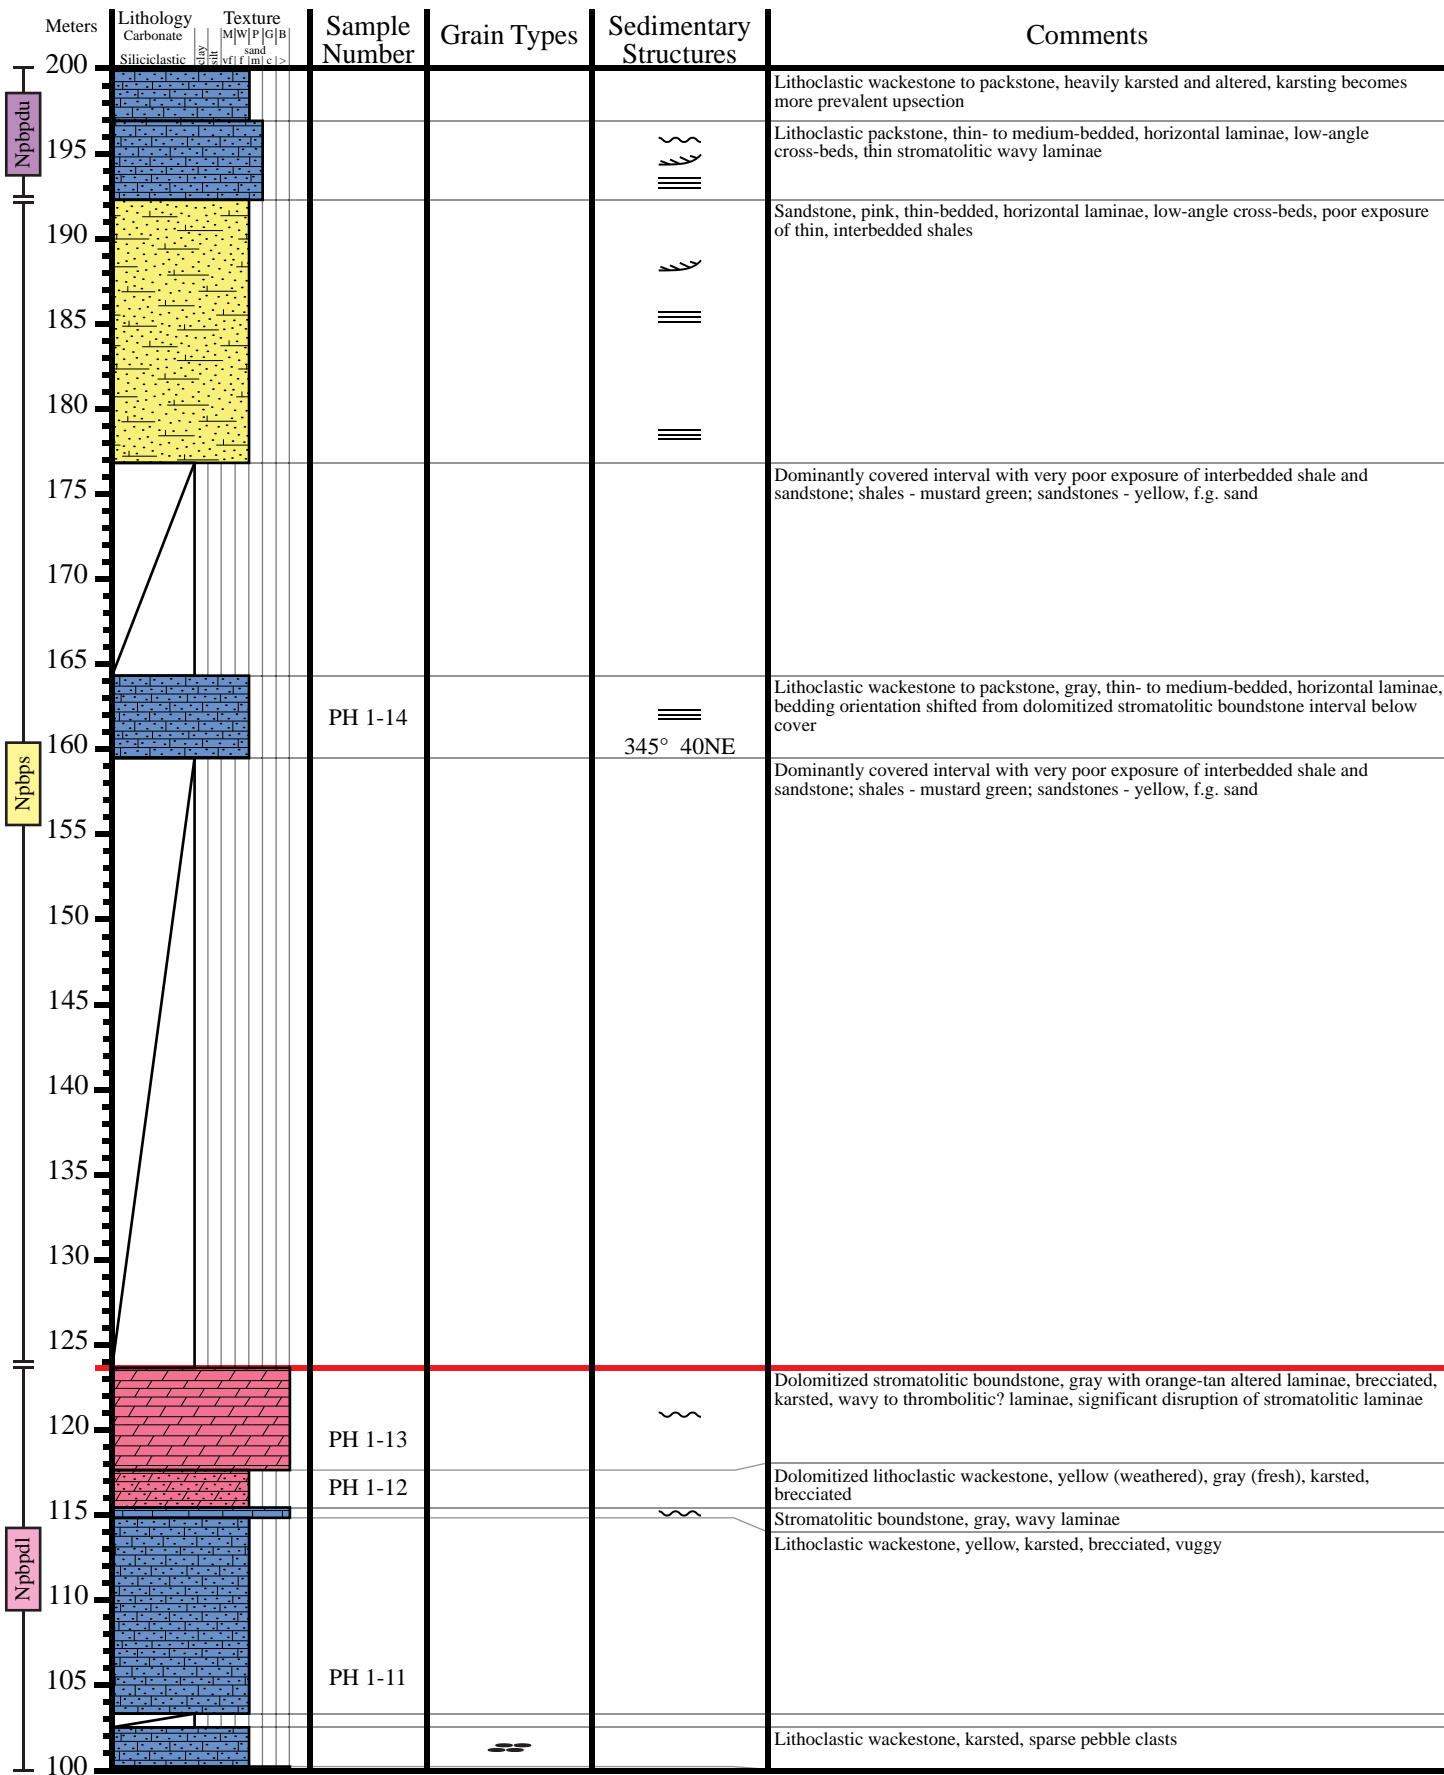 Meters
Lithology
Carbonate
Siliciclastic
Texture
M W P G B
sand
clay silt vf f m c >
Sample
Number
Grain Types
Sedimentary
Structures
Comments
200
Lithoclastic wackestone to packstone, heavily karsted and altered, karsting becomes
more prevalent upsection
Npbpdu
195
Lithoclastic packstone, thin- to medium-bedded, horizontal laminae, low-angle
cross-beds, thin stromatolitic wavy laminae
190
Sandstone, pink, thin-bedded, horizontal laminae, low-angle cross-beds, poor exposure
of thin, interbedded shales
185
180
175
Dominantly covered interval with very poor exposure of interbedded shale and
sandstone; shales - mustard green; sandstones - yellow, f.g. sand
170
165
PH 1-14
Lithoclastic wackestone to packstone, gray, thin- to medium-bedded, horizontal laminae,
bedding orientation shifted from dolomitized stromatolitic boundstone interval below
cover
160
345° 40NE
Npbps
Dominantly covered interval with very poor exposure of interbedded shale and
sandstone; shales - mustard green; sandstones - yellow, f.g. sand
155
150
145
140
135
130
125
Dolomitized stromatolitic boundstone, gray with orange-tan altered laminae, brecciated,
karsted, wavy to thrombolitic? laminae, significant disruption of stromatolitic laminae
120
PH 1-13
PH 1-12
Dolomitized lithoclastic wackestone, yellow (weathered), gray (fresh), karsted,
brecciated
115
Stromatolitic boundstone, gray, wavy laminae
Lithoclastic wackestone, yellow, karsted, brecciated, vuggy
Npbpdl
110
105
PH 1-11
Lithoclastic wackestone, karsted, sparse pebble clasts
100